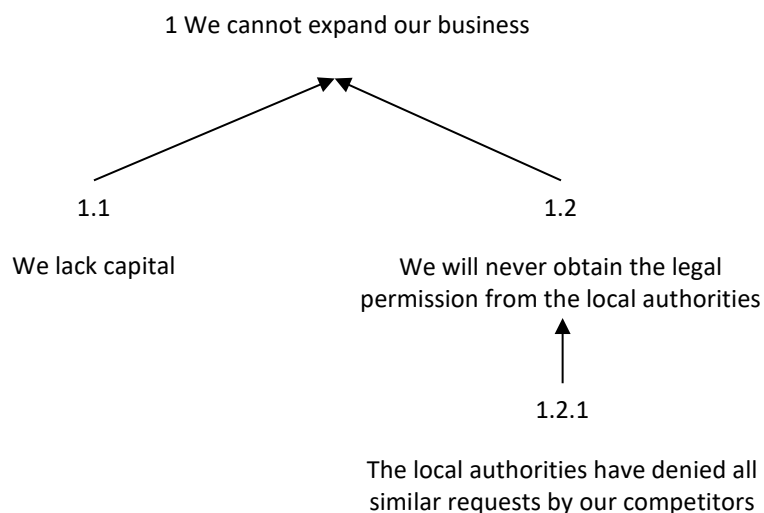 1 We cannot expand our business
1.1
1.2
We lack capital
We will never obtain the legal
permission from the local authorities
1.2.1
The local authorities have denied all
similar requests by our competitors